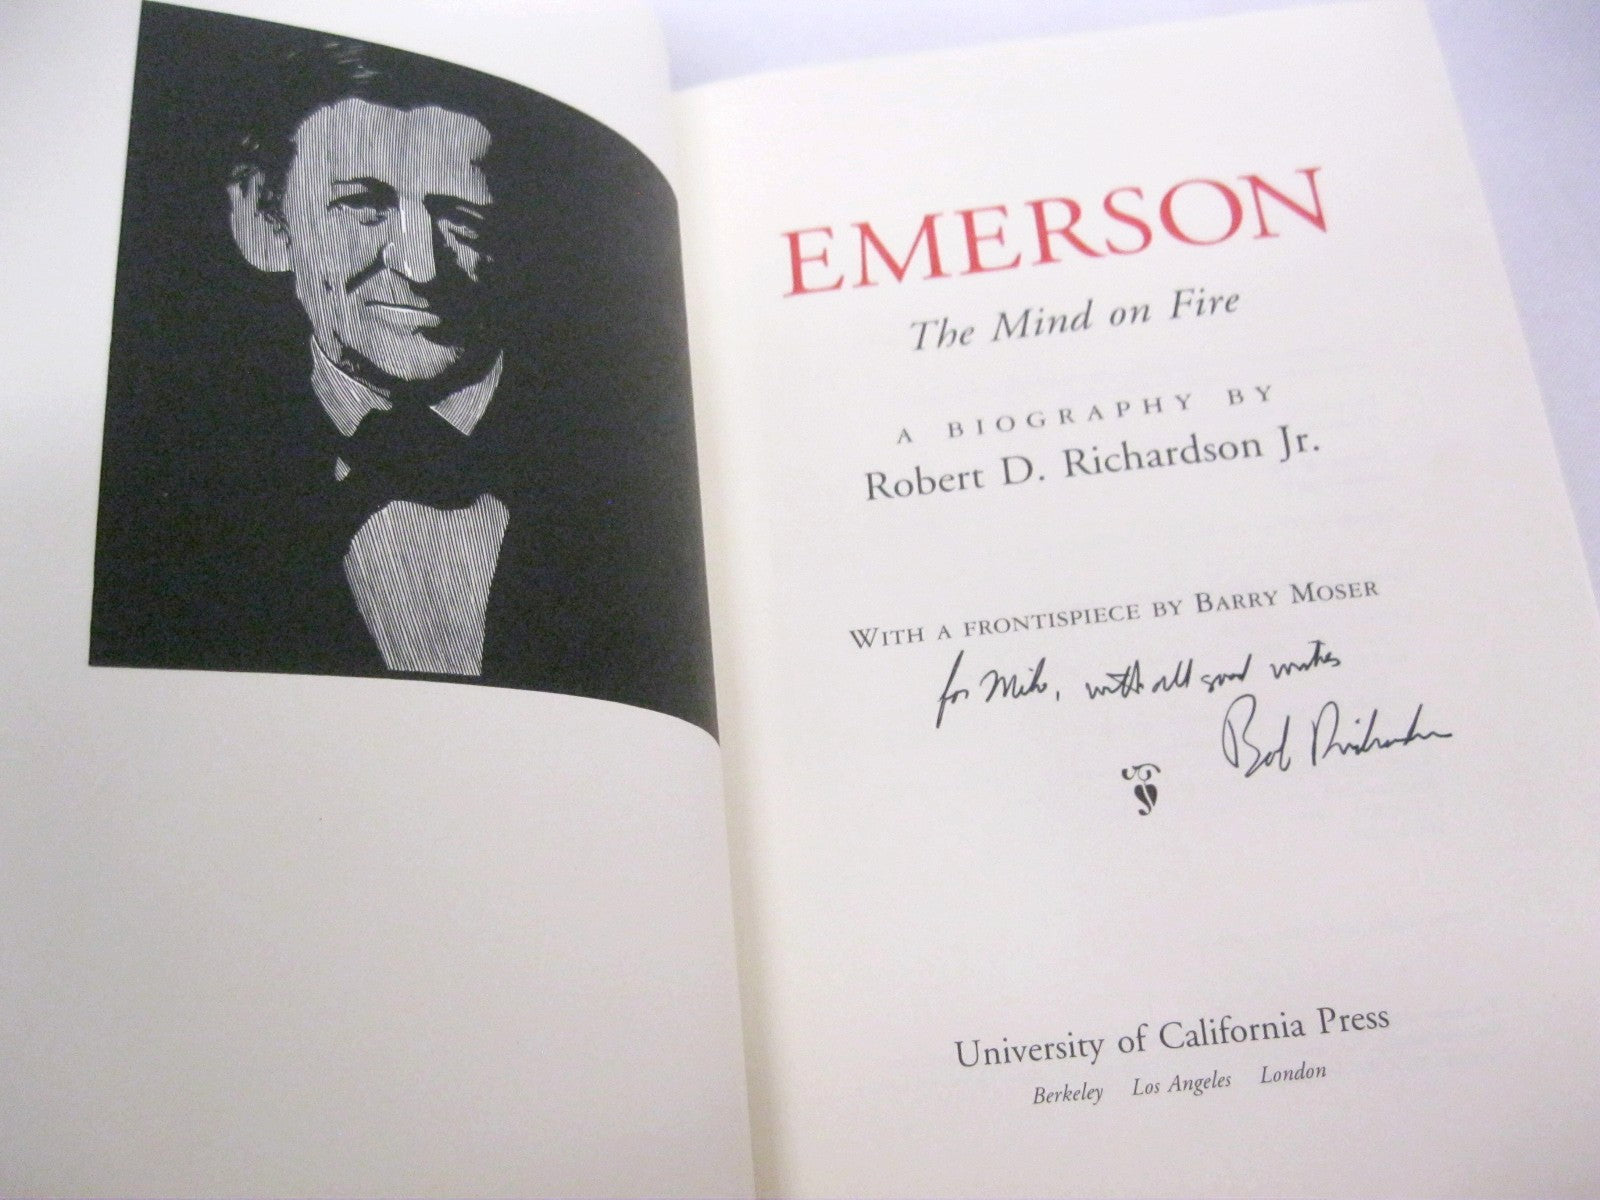 EMERSON
The Mind on Fire
A BIOGRAPHY BY
Robert D. Richardson Jr.
WITH A FRONTISPIECE BY BARRY MOSER
for Mike, with all good wishes
Bob Richardson
University of California Press
Berkeley Los Angeles London